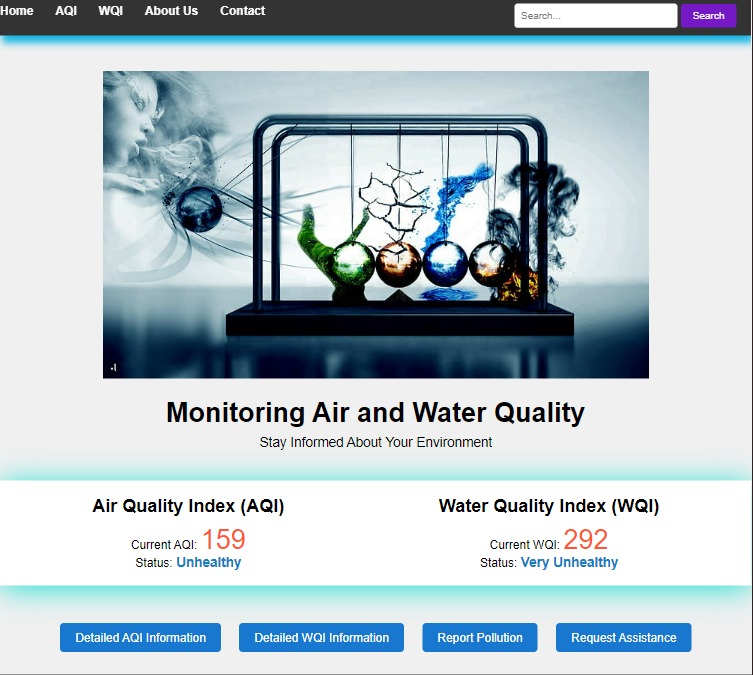 Home AQI WQI About Us Contact Search... Search
Monitoring Air and Water Quality
Stay Informed About Your Environment
Air Quality Index (AQI) Water Quality Index (WQI)
Current AQI: 159 Current WQI: 292
Status: Unhealthy Status: Very Unhealthy
Detailed AQI Information Detailed WQI Information Report Pollution Request Assistance